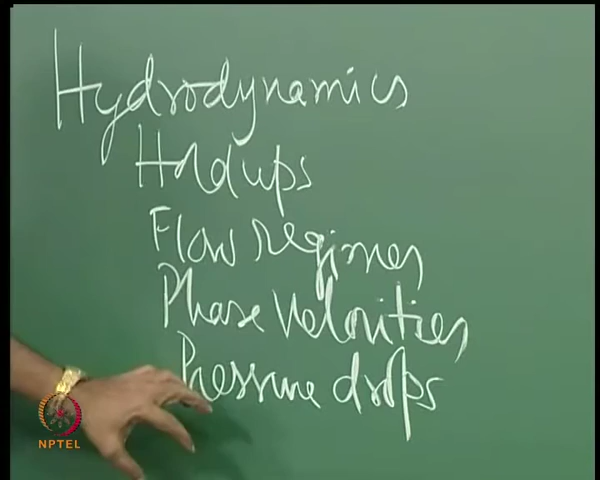 Hydrodynamics
Holdups
Flow regimes
Phase Velocities
Pressure drops
NPTEL